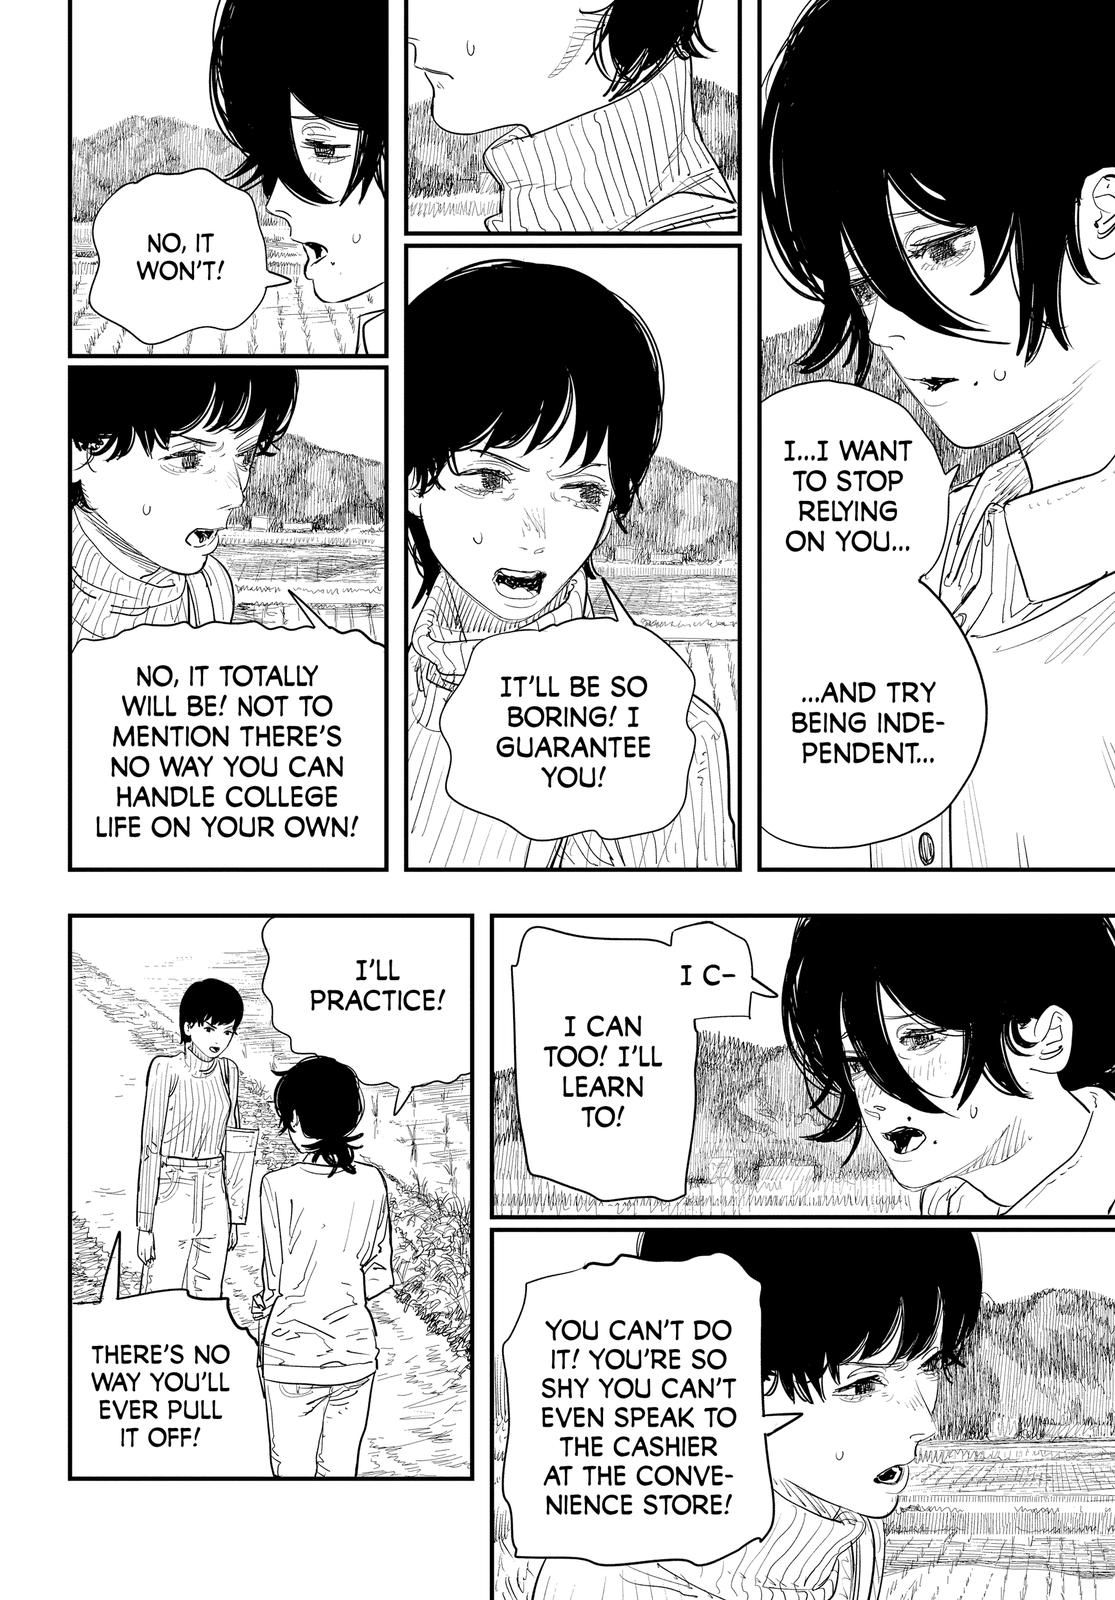 I...I WANT
TO STOP
RELYING
ON YOU...
...AND TRY
BEING INDE-
PENDENT...
IT'LL BE SO
BORING! I
GUARANTEE
YOU!
NO, IT
WON'T!
NO, IT TOTALLY
WILL BE! NOT TO
MENTION THERE'S
NO WAY YOU CAN
HANDLE COLLEGE
LIFE ON YOUR OWN!
I C-
I CAN
TOO! I'LL
LEARN
TO!
YOU CAN'T DO
IT! YOU'RE SO
SHY YOU CAN'T
EVEN SPEAK TO
THE CASHIER
AT THE CONVE-
NIENCE STORE!
I'LL
PRACTICE!
THERE'S NO
WAY YOU'LL
EVER PULL
IT OFF!